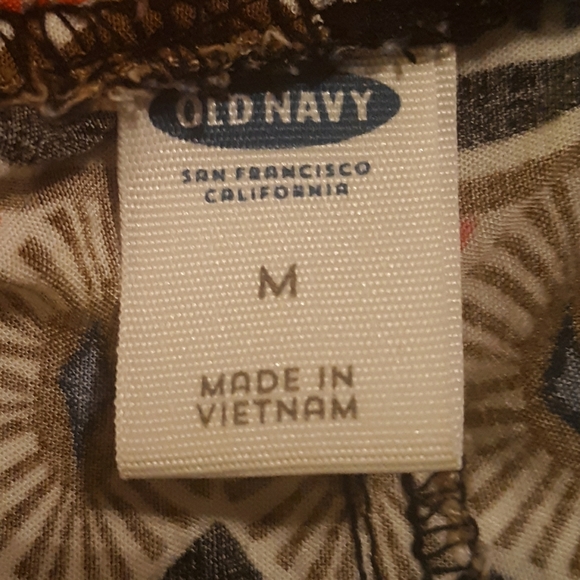 OLD NAVY
SAN FRANCISCO
CALIFORNIA
M
MADE IN
VIETNAM